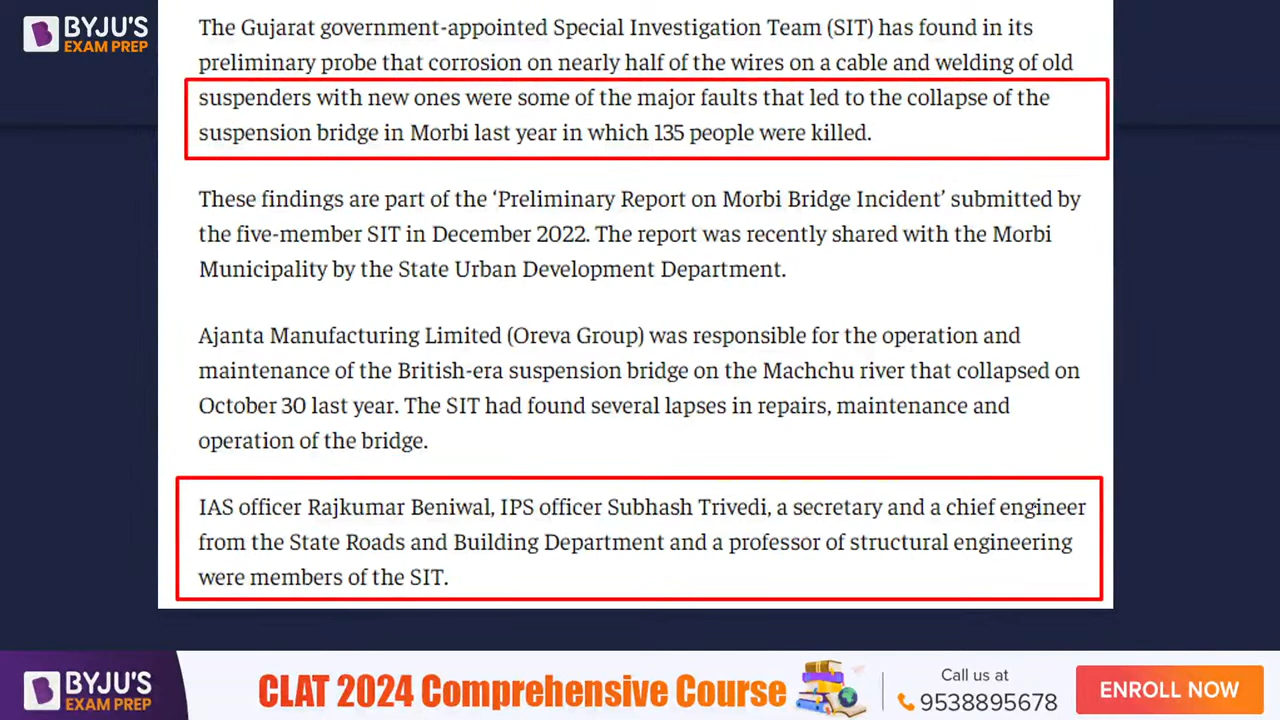 BYJU'S
EXAM PREP
The Gujarat government-appointed Special Investigation Team (SIT) has found in its
preliminary probe that corrosion on nearly half of the wires on a cable and welding of old
suspenders with new ones were some of the major faults that led to the collapse of the
suspension bridge in Morbi last year in which 135 people were killed.
These findings are part of the ‘Preliminary Report on Morbi Bridge Incident’ submitted by
the five-member SIT in December 2022. The report was recently shared with the Morbi
Municipality by the State Urban Development Department.
Ajanta Manufacturing Limited (Oreva Group) was responsible for the operation and
maintenance of the British-era suspension bridge on the Machchu river that collapsed on
October 30 last year. The SIT had found several lapses in repairs, maintenance and
operation of the bridge.
IAS officer Rajkumar Beniwal, IPS officer Subhash Trivedi, a secretary and a chief engineer
from the State Roads and Building Department and a professor of structural engineering
were members of the SIT.
BYJU'S
EXAM PREP
CLAT 2024 Comprehensive Course
Call us at
9538895678
ENROLL NOW